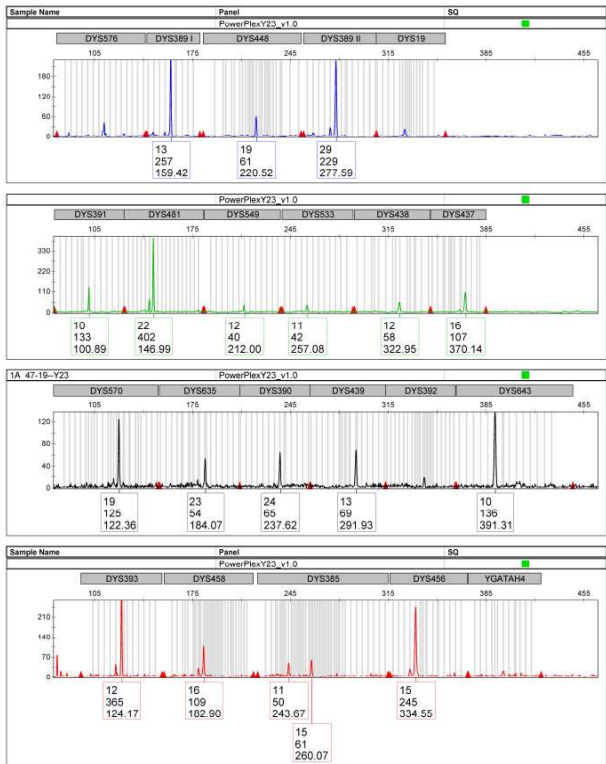 Sample Name Panel SQ
PowerPlexY23_v1.0
DYS576 DYS389 I DYS448 DYS389 II DYS19
105 175 245 315 385 455
180
120
60
0
13 19 29
257 61 229
159.42 220.52 277.59
PowerPlexY23_v1.0
DYS391 DYS481 DYS549 DYS533 DYS438 DYS437
105 175 245 315 385 455
330
220
110
0
10 22 12 11 12 16
133 402 40 42 58 107
100.89 146.99 212.00 257.08 322.95 370.14
1A 47-19--Y23 PowerPlexY23_v1.0
DYS570 DYS635 DYS390 DYS439 DYS392 DYS643
105 175 245 315 385 455
120
80
40
0
19 23 24 13 10
125 54 65 69 136
122.36 184.07 237.62 291.93 391.31
Sample Name Panel SQ
PowerPlexY23_v1.0
DYS393 DYS458 DYS385 DYS456 YGATAH4
105 175 245 315 385 455
210
140
70
0
12 16 11 15
365 109 50 245
124.17 182.90 243.67 334.55
15
61
260.07